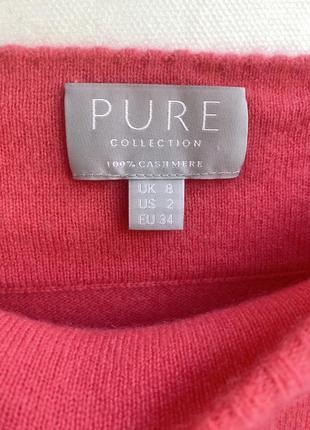 PURE
COLLECTION
100% CASHMERE
UK 8
US 2
EU 34